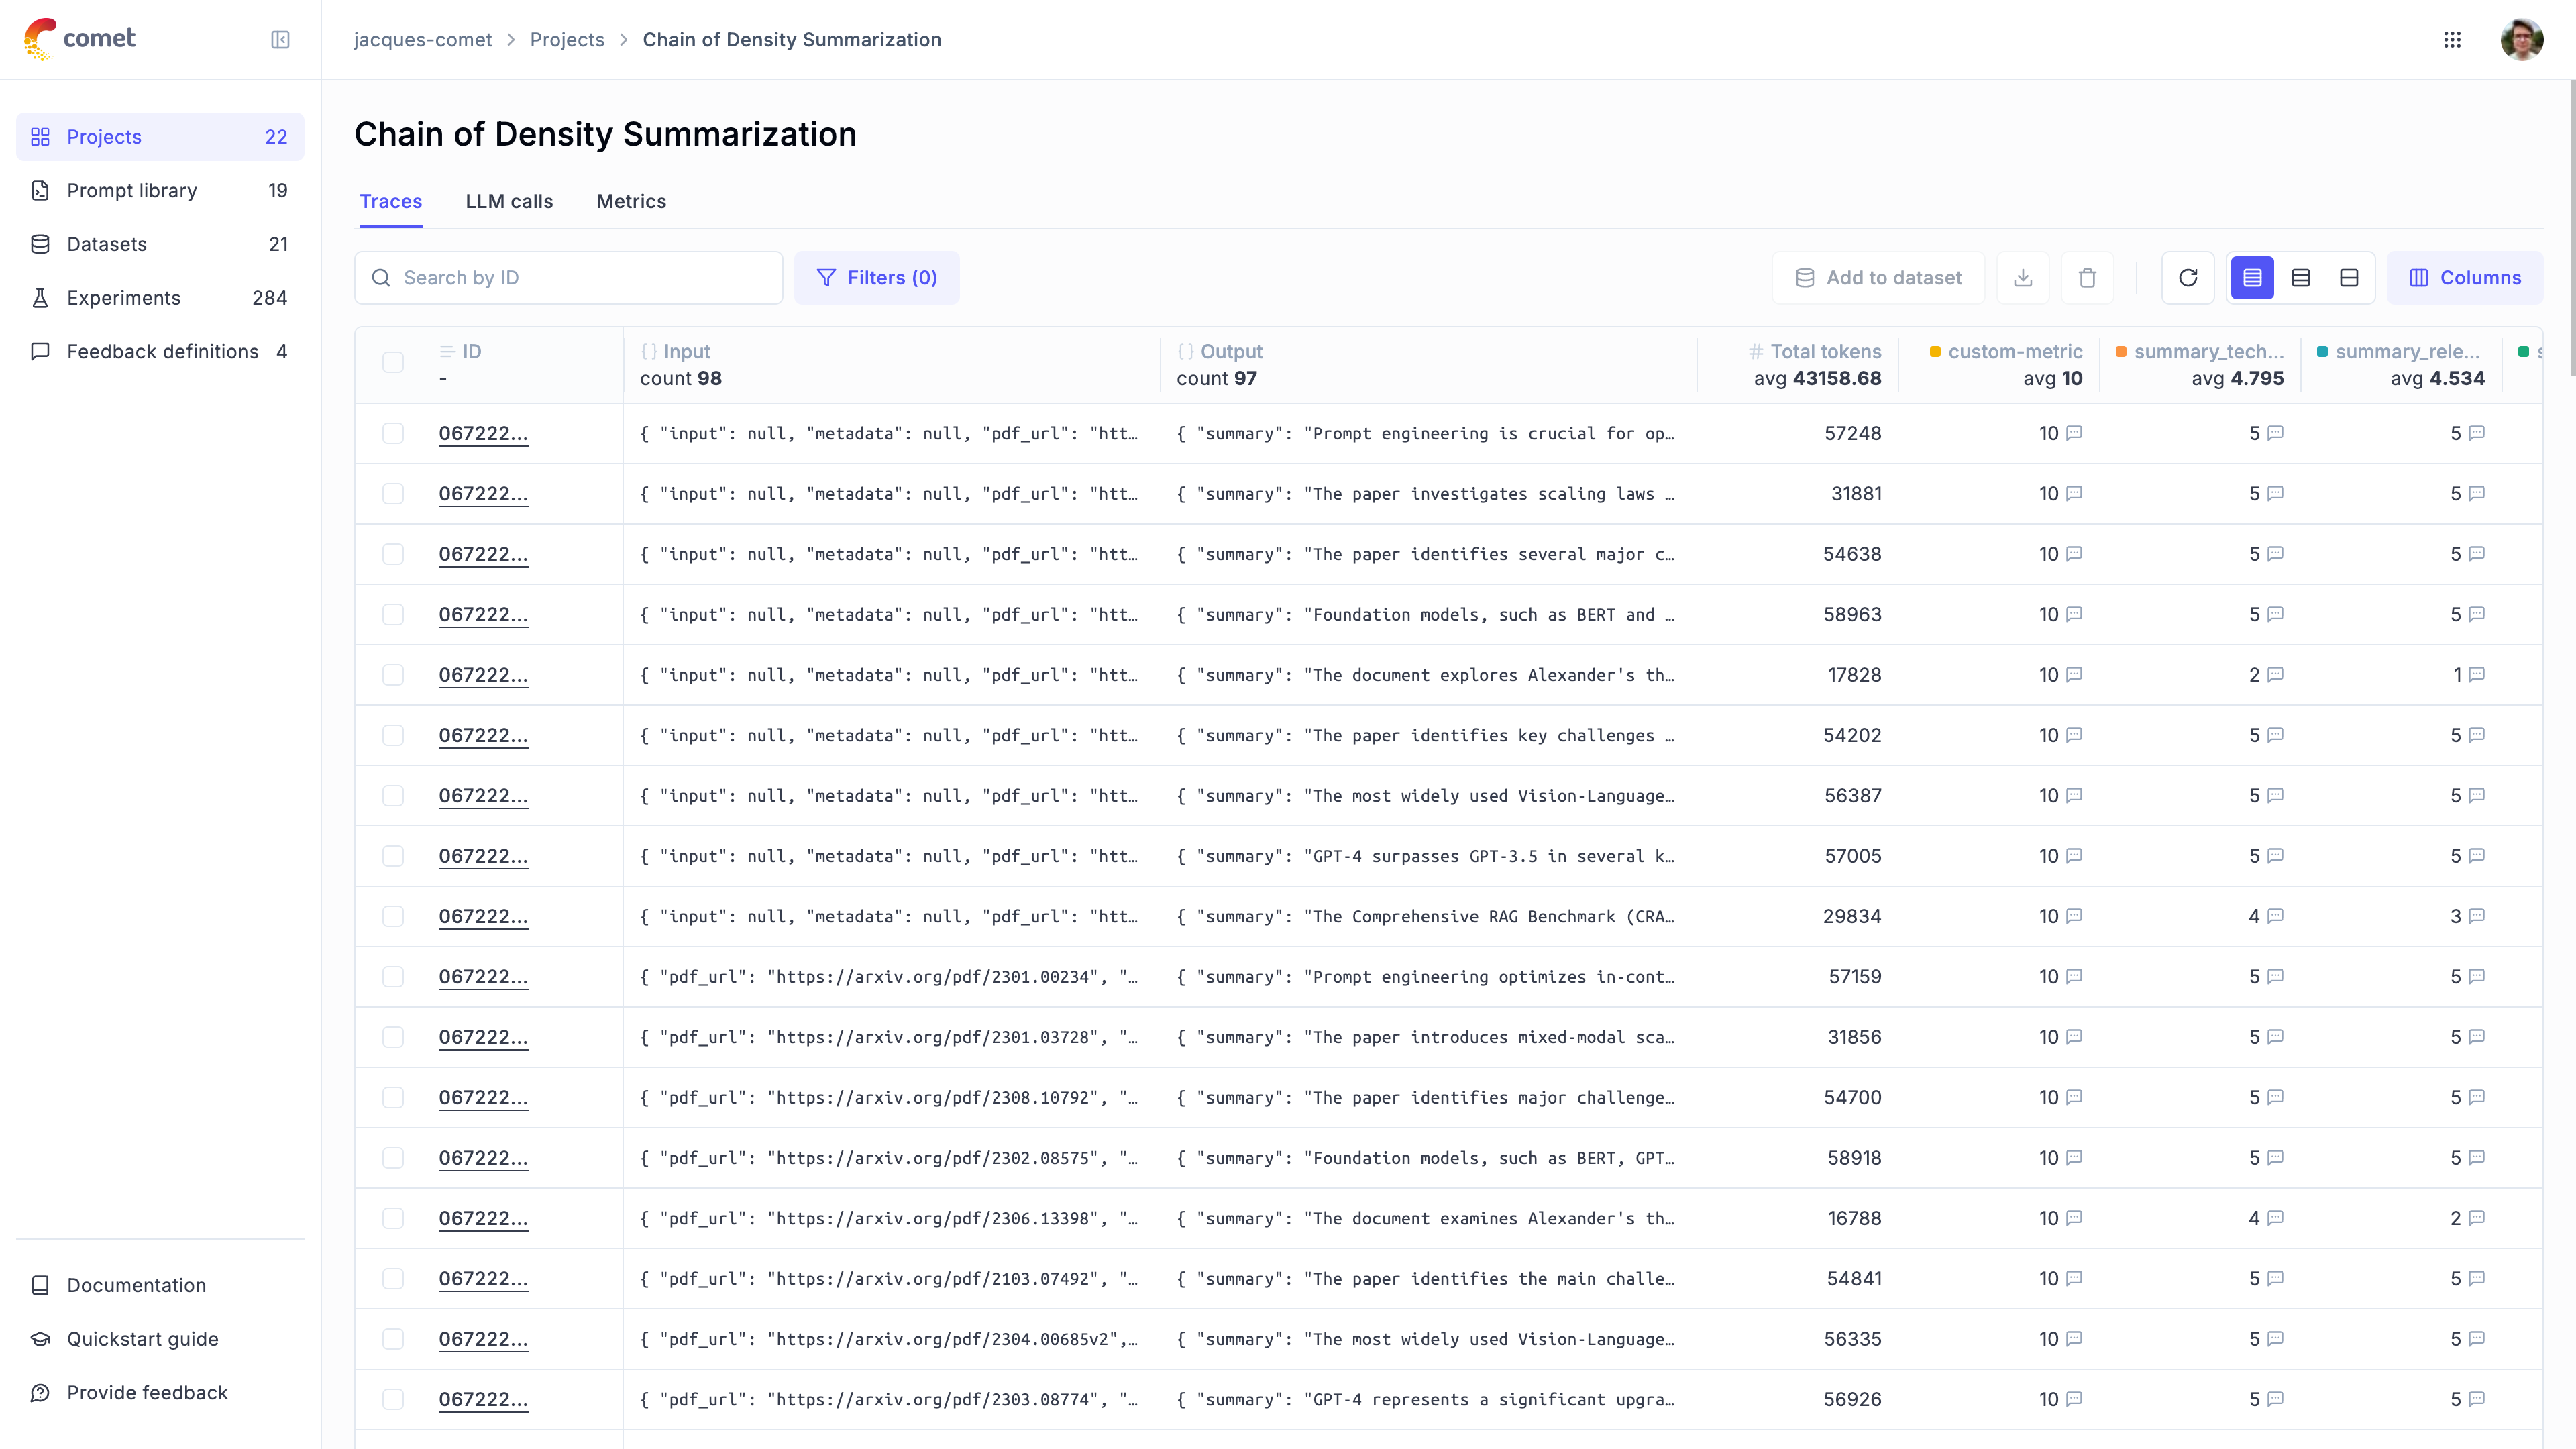 comet
jacques-comet > Projects > Chain of Density Summarization
Projects 22
Prompt library 19
Datasets 21
Experiments 284
Feedback definitions 4
Documentation
Quickstart guide
Provide feedback
Chain of Density Summarization
Traces LLM calls Metrics
Search by ID Filters (0) Add to dataset Columns
ID {} Input {} Output # Total tokens custom-metric summary_tech... summary_rele... s
- count 98 count 97 avg 43158.68 avg 10 avg 4.795 avg 4.534
067222... { "input": null, "metadata": null, "pdf_url": "htt… { "summary": "Prompt engineering is crucial for op… 57248 10 5 5
067222... { "input": null, "metadata": null, "pdf_url": "htt… { "summary": "The paper investigates scaling laws … 31881 10 5 5
067222... { "input": null, "metadata": null, "pdf_url": "htt… { "summary": "The paper identifies several major c… 54638 10 5 5
067222... { "input": null, "metadata": null, "pdf_url": "htt… { "summary": "Foundation models, such as BERT and … 58963 10 5 5
067222... { "input": null, "metadata": null, "pdf_url": "htt… { "summary": "The document explores Alexander's th… 17828 10 2 1
067222... { "input": null, "metadata": null, "pdf_url": "htt… { "summary": "The paper identifies key challenges … 54202 10 5 5
067222... { "input": null, "metadata": null, "pdf_url": "htt… { "summary": "The most widely used Vision-Language… 56387 10 5 5
067222... { "input": null, "metadata": null, "pdf_url": "htt… { "summary": "GPT-4 surpasses GPT-3.5 in several k… 57005 10 5 5
067222... { "input": null, "metadata": null, "pdf_url": "htt… { "summary": "The Comprehensive RAG Benchmark (CRA… 29834 10 4 3
067222... { "pdf_url": "https://arxiv.org/pdf/2301.00234", "… { "summary": "Prompt engineering optimizes in-cont… 57159 10 5 5
067222... { "pdf_url": "https://arxiv.org/pdf/2301.03728", "… { "summary": "The paper introduces mixed-modal sca… 31856 10 5 5
067222... { "pdf_url": "https://arxiv.org/pdf/2308.10792", "… { "summary": "The paper identifies major challenge… 54700 10 5 5
067222... { "pdf_url": "https://arxiv.org/pdf/2302.08575", "… { "summary": "Foundation models, such as BERT, GPT… 58918 10 5 5
067222... { "pdf_url": "https://arxiv.org/pdf/2306.13398", "… { "summary": "The document examines Alexander's th… 16788 10 4 2
067222... { "pdf_url": "https://arxiv.org/pdf/2103.07492", "… { "summary": "The paper identifies the main challe… 54841 10 5 5
067222... { "pdf_url": "https://arxiv.org/pdf/2304.00685v2",… { "summary": "The most widely used Vision-Language… 56335 10 5 5
067222... { "pdf_url": "https://arxiv.org/pdf/2303.08774", "… { "summary": "GPT-4 represents a significant upgra… 56926 10 5 5